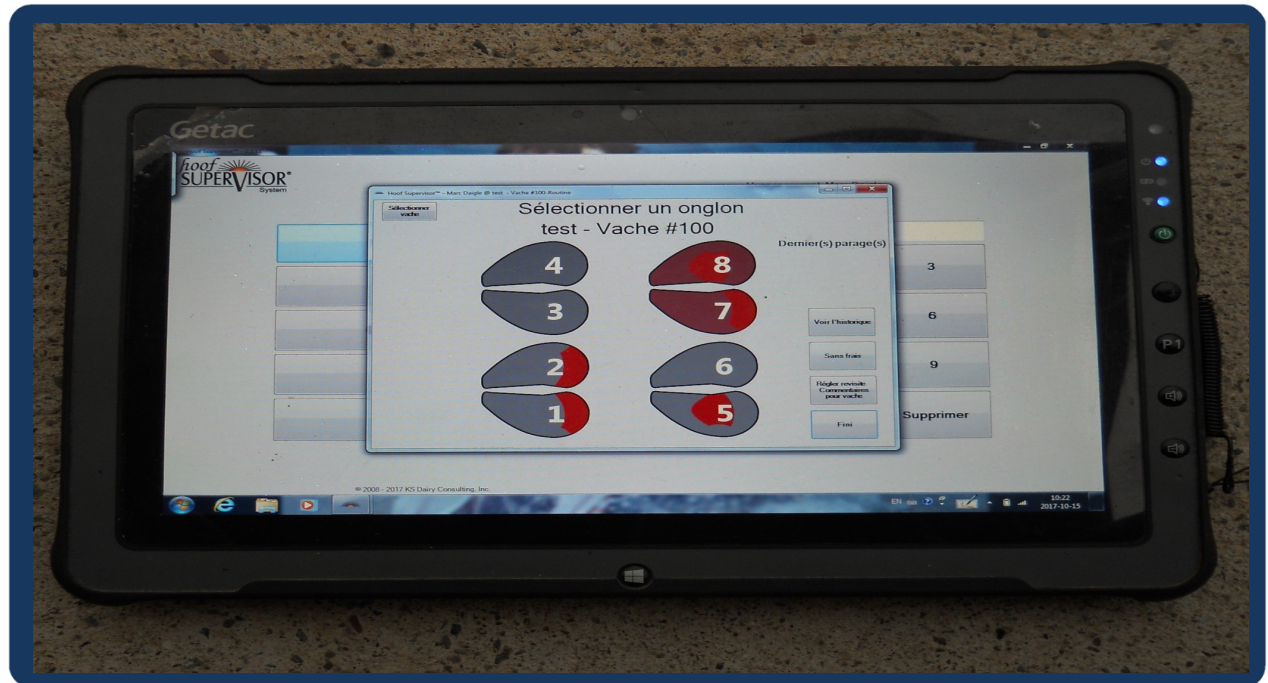 Getac
hoof
SUPERVISOR®
System
Hoof Supervisor™ - Marc Daigle @ test - Vache #100-Routine
Sélectionner
vache
Sélectionner un onglon
test - Vache #100
Dernier(s) parage(s)
4
8
3
7
2
6
1
5
Voir l'historique
Sans frais
Régler revisite
Commentaires
pour vache
Fini
3
6
9
Supprimer
© 2008 - 2017 KS Dairy Consulting, Inc.
EN
10:22
2017-10-15
P1